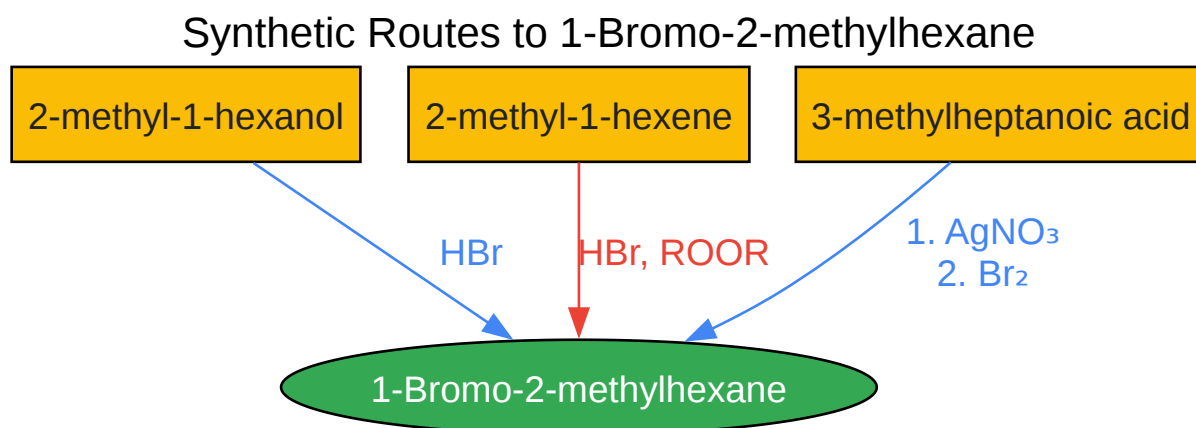 Synthetic Routes to 1-Bromo-2-methylhexane
2-methyl-1-hexanol
2-methyl-1-hexene
3-methylheptanoic acid
HBr
HBr, ROOR
1. AgNO₃
2. Br₂
1-Bromo-2-methylhexane